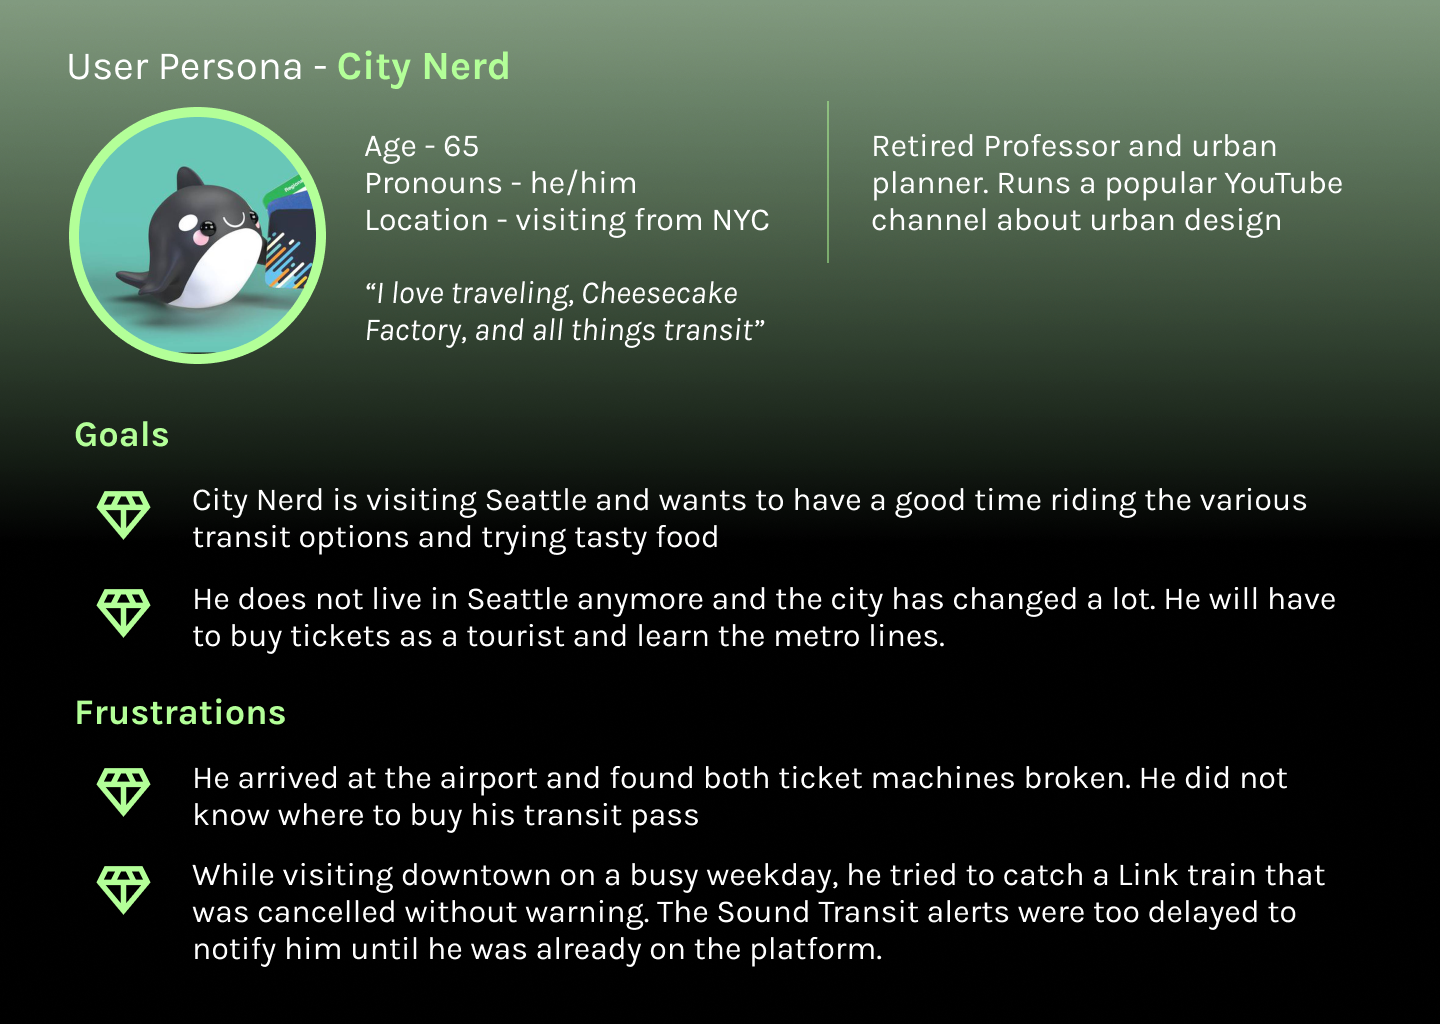 User Persona - City Nerd
Age - 65
Pronouns - he/him
Location - visiting from NYC
“I love traveling, Cheesecake
Factory, and all things transit”
Retired Professor and urban
planner. Runs a popular YouTube
channel about urban design
Goals
City Nerd is visiting Seattle and wants to have a good time riding the various
transit options and trying tasty food
He does not live in Seattle anymore and the city has changed a lot. He will have
to buy tickets as a tourist and learn the metro lines.
Frustrations
He arrived at the airport and found both ticket machines broken. He did not
know where to buy his transit pass
While visiting downtown on a busy weekday, he tried to catch a Link train that
was cancelled without warning. The Sound Transit alerts were too delayed to
notify him until he was already on the platform.